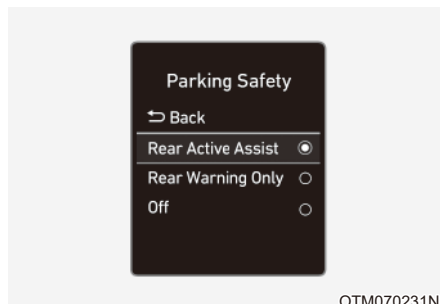 Parking Safety
Back
Rear Active Assist
Rear Warning Only
Off
OTM070231N